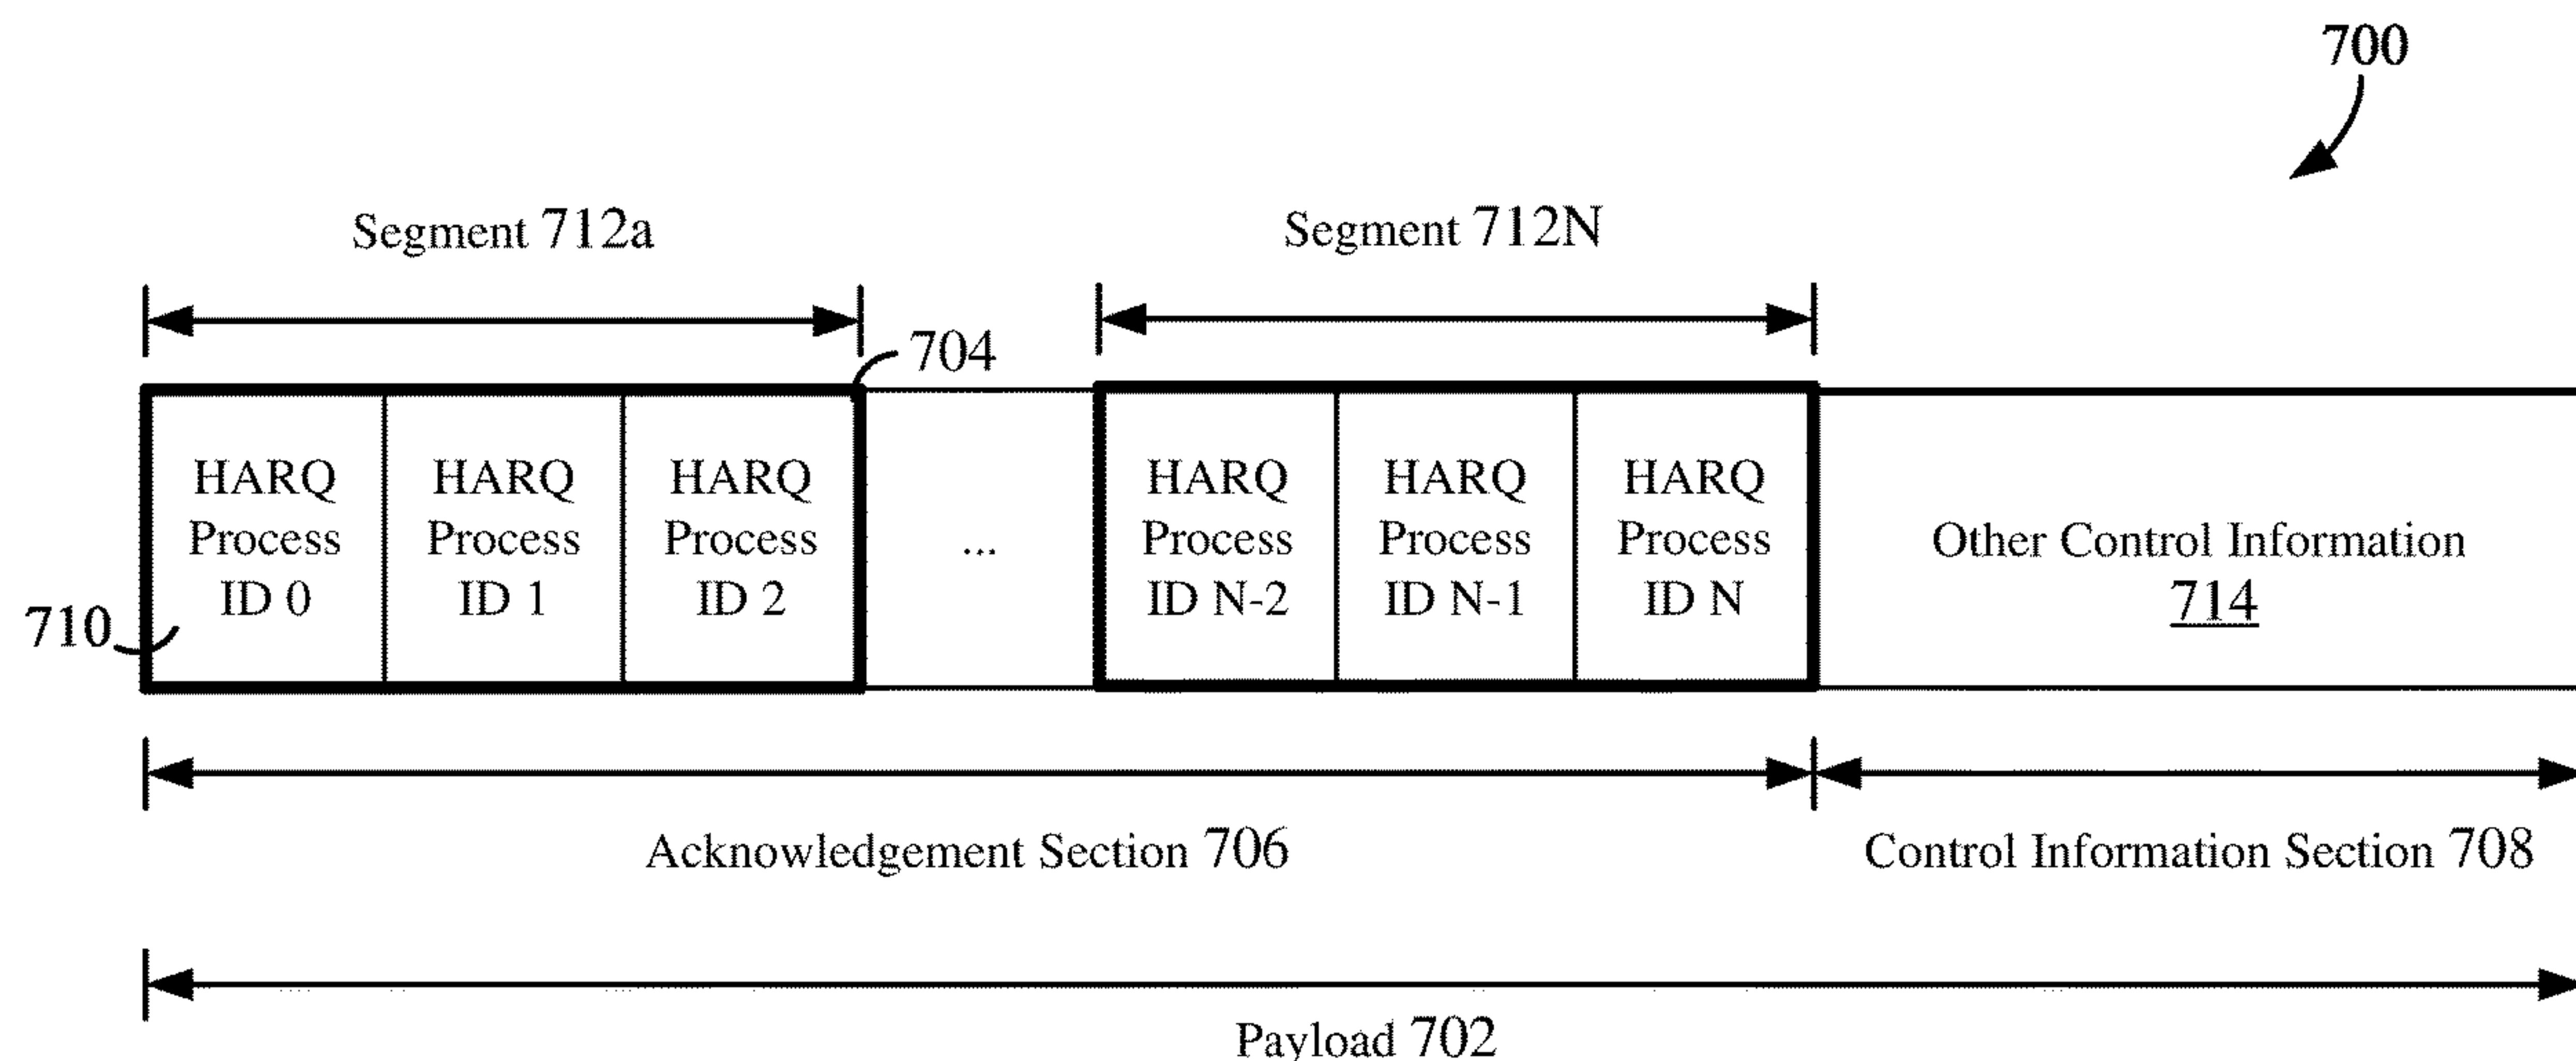 700
Segment 712a
Segment 712N
704
HARQ Process ID 0
HARQ Process ID 1
HARQ Process ID 2
...
HARQ Process ID N-2
HARQ Process ID N-1
HARQ Process ID N
Other Control Information
714
710
Acknowledgement Section 706
Control Information Section 708
Payload 702